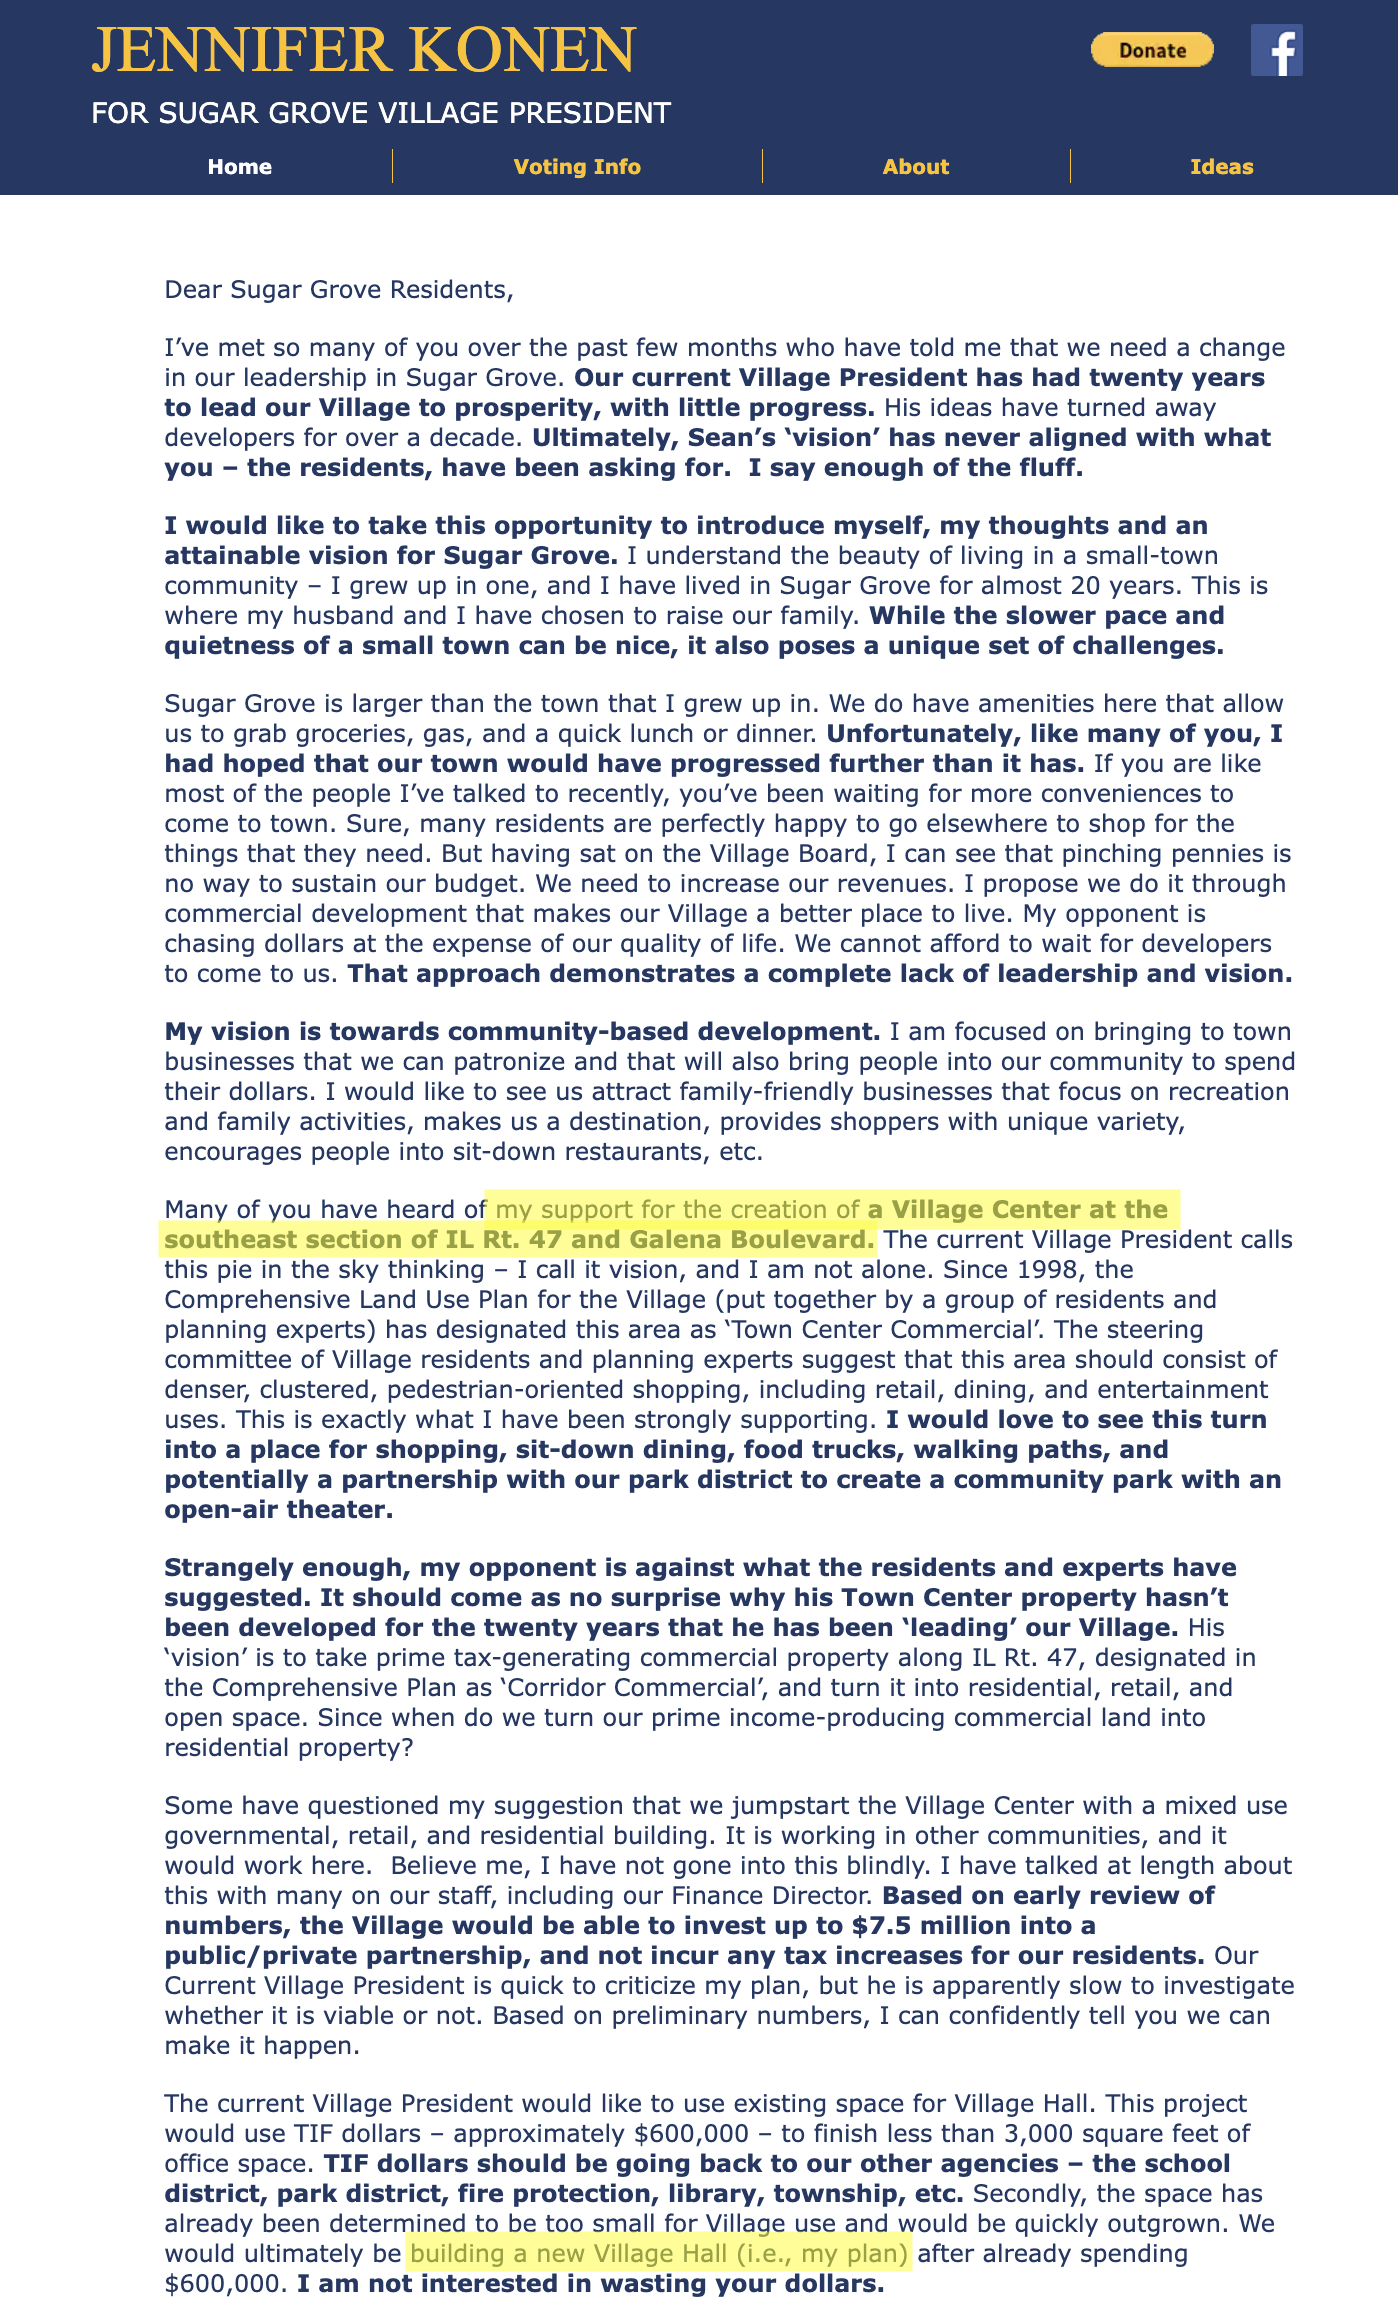 JENNIFER KONEN
Donate
f
FOR SUGAR GROVE VILLAGE PRESIDENT
Home
Voting Info
About
Ideas
Dear Sugar Grove Residents,
I’ve met so many of you over the past few months who have told me that we need a change
in our leadership in Sugar Grove. Our current Village President has had twenty years
to lead our Village to prosperity, with little progress. His ideas have turned away
developers for over a decade. Ultimately, Sean’s ‘vision’ has never aligned with what
you – the residents, have been asking for.  I say enough of the fluff.
I would like to take this opportunity to introduce myself, my thoughts and an
attainable vision for Sugar Grove. I understand the beauty of living in a small-town
community – I grew up in one, and I have lived in Sugar Grove for almost 20 years. This is
where my husband and I have chosen to raise our family. While the slower pace and
quietness of a small town can be nice, it also poses a unique set of challenges.
Sugar Grove is larger than the town that I grew up in. We do have amenities here that allow
us to grab groceries, gas, and a quick lunch or dinner. Unfortunately, like many of you, I
had hoped that our town would have progressed further than it has. If you are like
most of the people I’ve talked to recently, you’ve been waiting for more conveniences to
come to town. Sure, many residents are perfectly happy to go elsewhere to shop for the
things that they need. But having sat on the Village Board, I can see that pinching pennies is
no way to sustain our budget. We need to increase our revenues. I propose we do it through
commercial development that makes our Village a better place to live. My opponent is
chasing dollars at the expense of our quality of life. We cannot afford to wait for developers
to come to us. That approach demonstrates a complete lack of leadership and vision.
My vision is towards community-based development. I am focused on bringing to town
businesses that we can patronize and that will also bring people into our community to spend
their dollars. I would like to see us attract family-friendly businesses that focus on recreation
and family activities, makes us a destination, provides shoppers with unique variety,
encourages people into sit-down restaurants, etc.
Many of you have heard of my support for the creation of a Village Center at the
southeast section of IL Rt. 47 and Galena Boulevard. The current Village President calls
this pie in the sky thinking – I call it vision, and I am not alone. Since 1998, the
Comprehensive Land Use Plan for the Village (put together by a group of residents and
planning experts) has designated this area as ‘Town Center Commercial’. The steering
committee of Village residents and planning experts suggest that this area should consist of
denser, clustered, pedestrian-oriented shopping, including retail, dining, and entertainment
uses. This is exactly what I have been strongly supporting. I would love to see this turn
into a place for shopping, sit-down dining, food trucks, walking paths, and
potentially a partnership with our park district to create a community park with an
open-air theater.
Strangely enough, my opponent is against what the residents and experts have
suggested. It should come as no surprise why his Town Center property hasn’t
been developed for the twenty years that he has been ‘leading’ our Village. His
‘vision’ is to take prime tax-generating commercial property along IL Rt. 47, designated in
the Comprehensive Plan as ‘Corridor Commercial’, and turn it into residential, retail, and
open space. Since when do we turn our prime income-producing commercial land into
residential property?
Some have questioned my suggestion that we jumpstart the Village Center with a mixed use
governmental, retail, and residential building. It is working in other communities, and it
would work here.  Believe me, I have not gone into this blindly. I have talked at length about
this with many on our staff, including our Finance Director. Based on early review of
numbers, the Village would be able to invest up to $7.5 million into a
public/private partnership, and not incur any tax increases for our residents. Our
Current Village President is quick to criticize my plan, but he is apparently slow to investigate
whether it is viable or not. Based on preliminary numbers, I can confidently tell you we can
make it happen.
The current Village President would like to use existing space for Village Hall. This project
would use TIF dollars – approximately $600,000 – to finish less than 3,000 square feet of
office space. TIF dollars should be going back to our other agencies – the school
district, park district, fire protection, library, township, etc. Secondly, the space has
already been determined to be too small for Village use and would be quickly outgrown. We
would ultimately be building a new Village Hall (i.e., my plan) after already spending
$600,000. I am not interested in wasting your dollars.